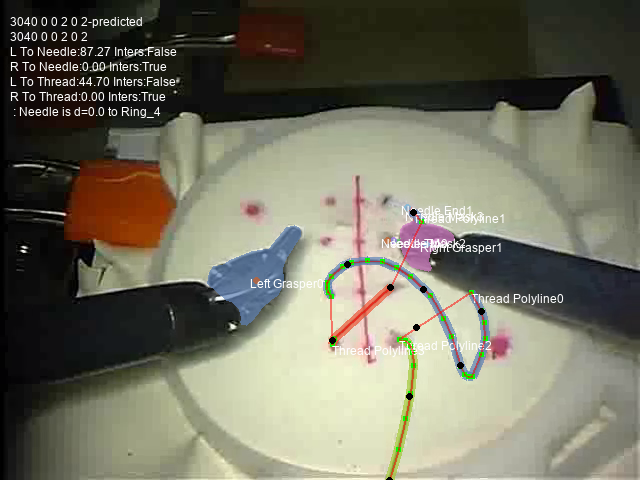 3040 0 0 2 0 2-predicted
3040 0 0 2 0 2
L To Needle:87.27 Inters:False
R To Needle:0.00 Inters:True
L To Thread:44.70 Inters:False
R To Thread:0.00 Inters:True
: Needle is d=0.0 to Ring_4
Needle End1
Thread Polyline1
Right Grasper1
Left Grasper0
Thread Polyline0
Thread Polyline2
Thread Polyline3